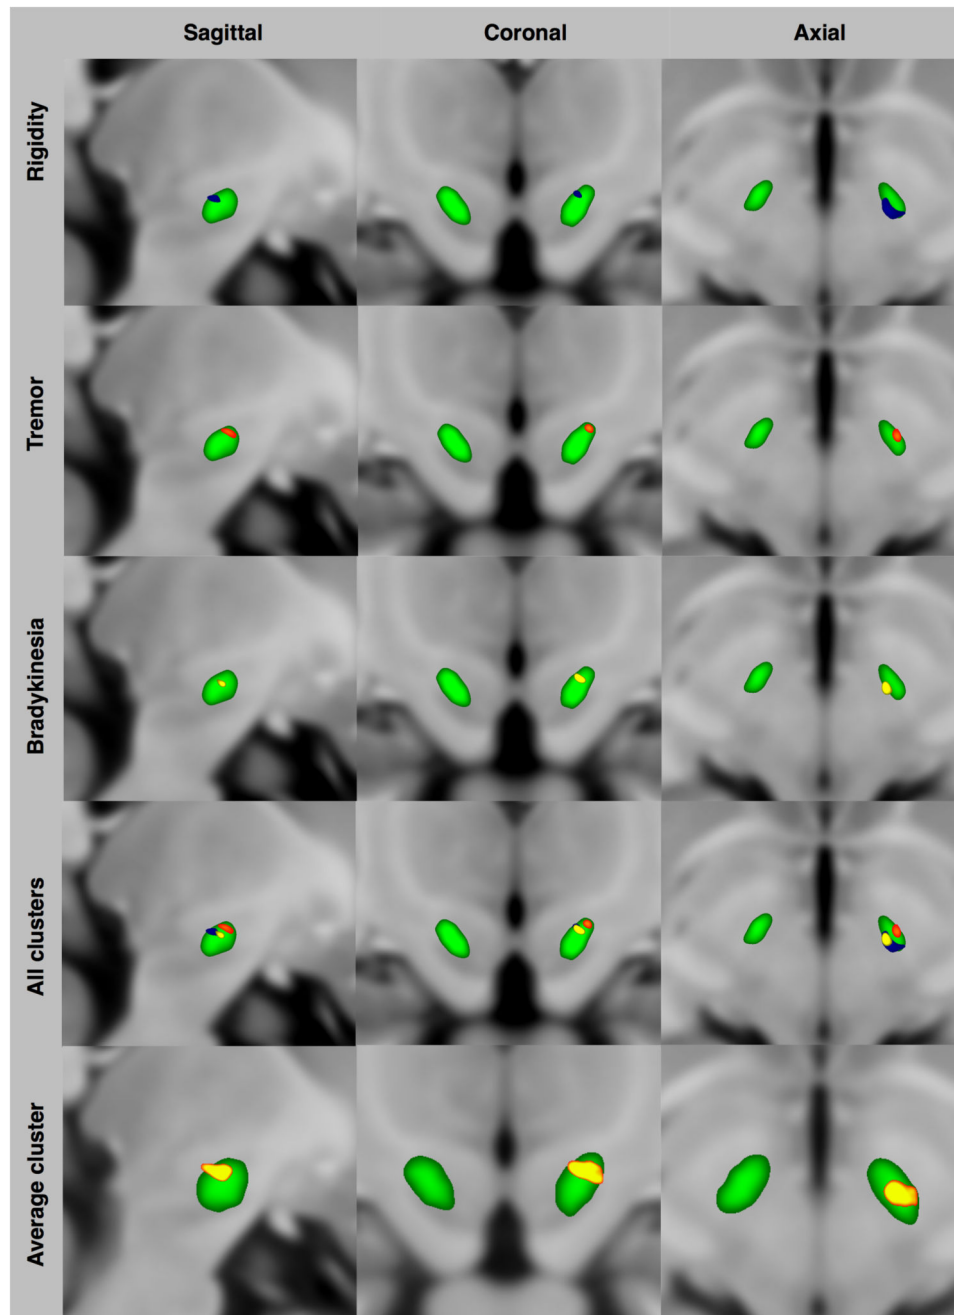 Sagittal
Coronal
Axial
Rigidity
Tremor
Bradykinesia
All clusters
Average cluster